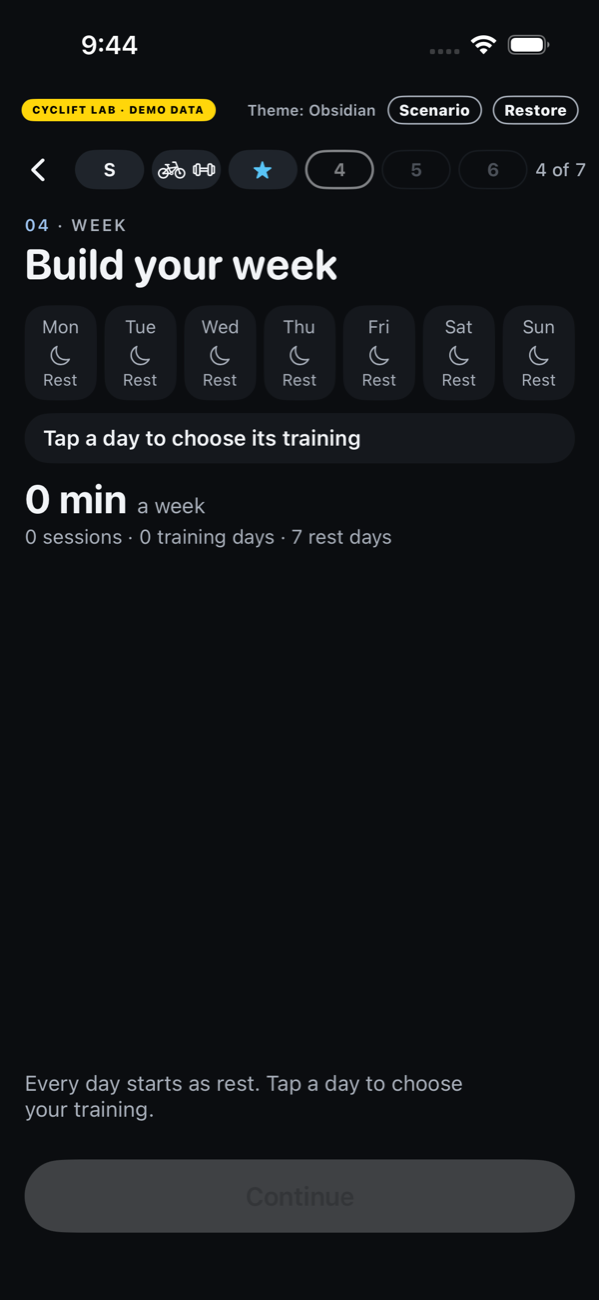 9:44
CYCLIFT LAB · DEMO DATA Theme: Obsidian Scenario Restore
S 4 5 6 4 of 7
04 · WEEK
Build your week
Mon Tue Wed Thu Fri Sat Sun
Rest Rest Rest Rest Rest Rest Rest
Tap a day to choose its training
0 min a week
0 sessions · 0 training days · 7 rest days
Every day starts as rest. Tap a day to choose
your training.
Continue